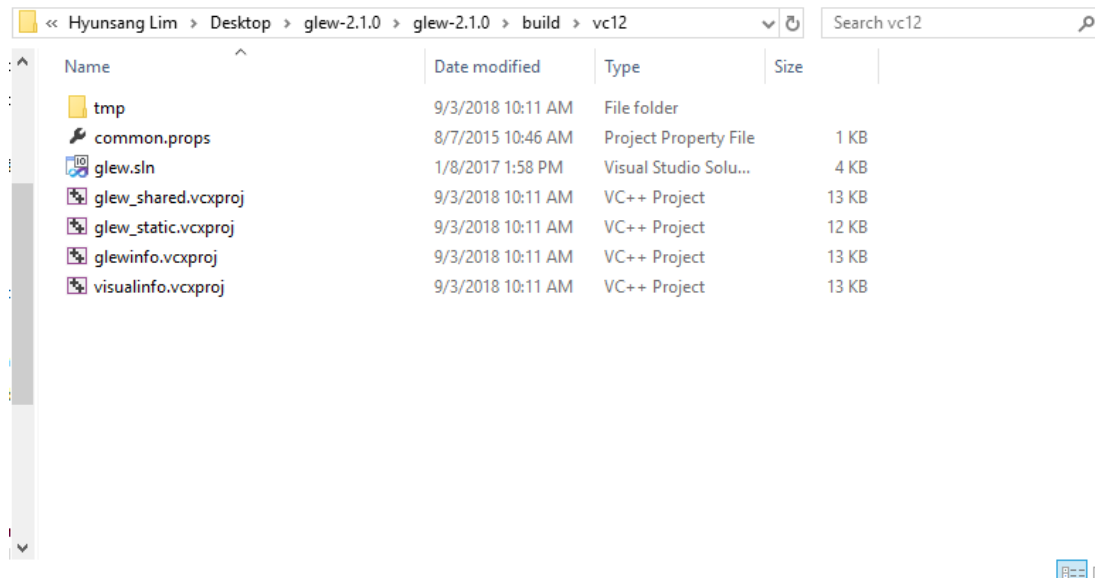 « Hyunsang Lim > Desktop > glew-2.1.0 > glew-2.1.0 > build > vc12 Search vc12
Name Date modified Type Size
tmp 9/3/2018 10:11 AM File folder
common.props 8/7/2015 10:46 AM Project Property File 1 KB
glew.sln 1/8/2017 1:58 PM Visual Studio Solu... 4 KB
glew_shared.vcxproj 9/3/2018 10:11 AM VC++ Project 13 KB
glew_static.vcxproj 9/3/2018 10:11 AM VC++ Project 12 KB
glewinfo.vcxproj 9/3/2018 10:11 AM VC++ Project 13 KB
visualinfo.vcxproj 9/3/2018 10:11 AM VC++ Project 13 KB